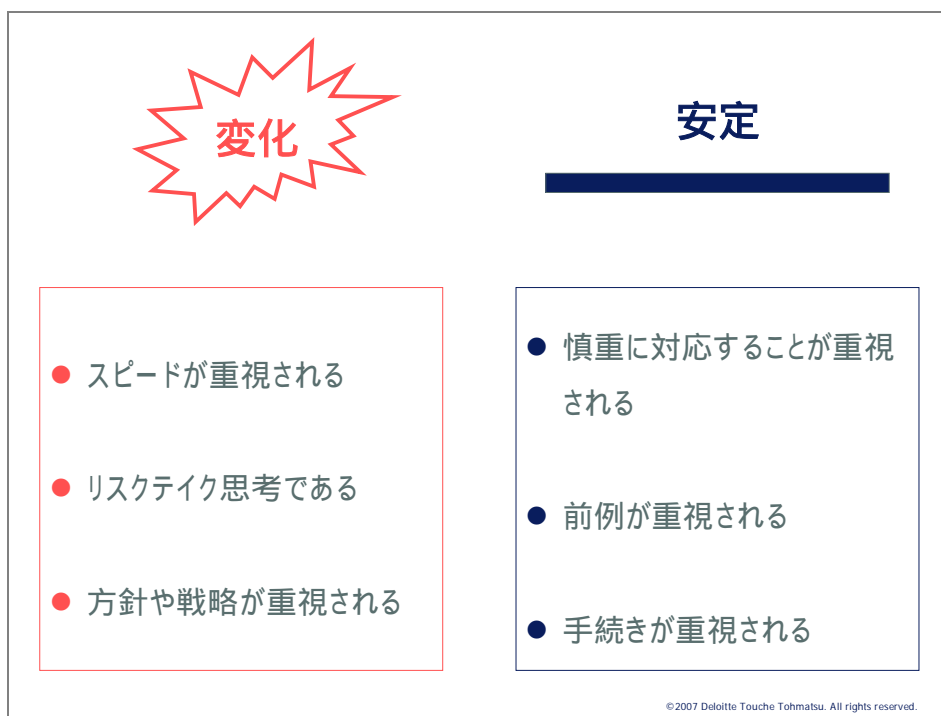 変化
安定
● スピードが重視される
● リスクテイク思考である
● 方針や戦略が重視される
● 慎重に対応することが重視
される
● 前例が重視される
● 手続きが重視される
©2007 Deloitte Touche Tohmatsu. All rights reserved.